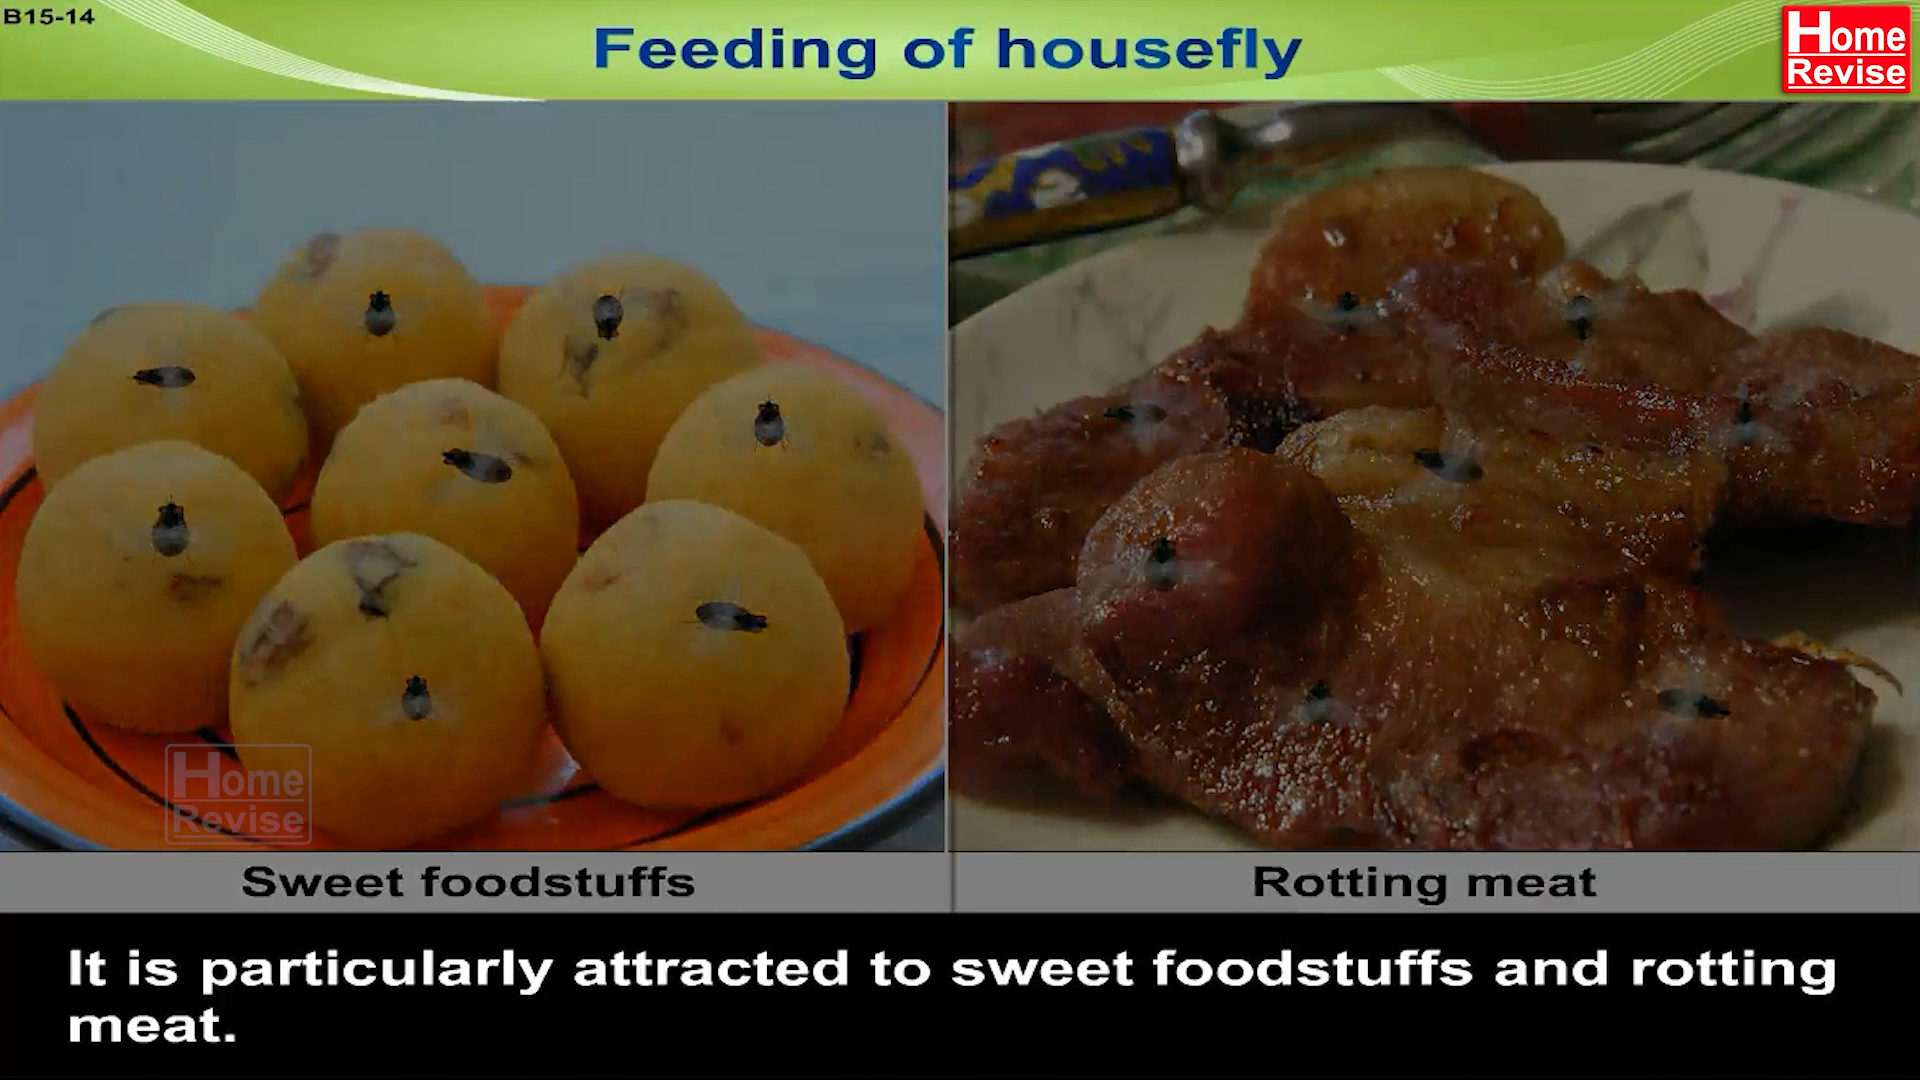 B15-14
Feeding of housefly
Home
Revise
Home
Revise
Sweet foodstuffs
Rotting meat
It is particularly attracted to sweet foodstuffs and rotting
meat.